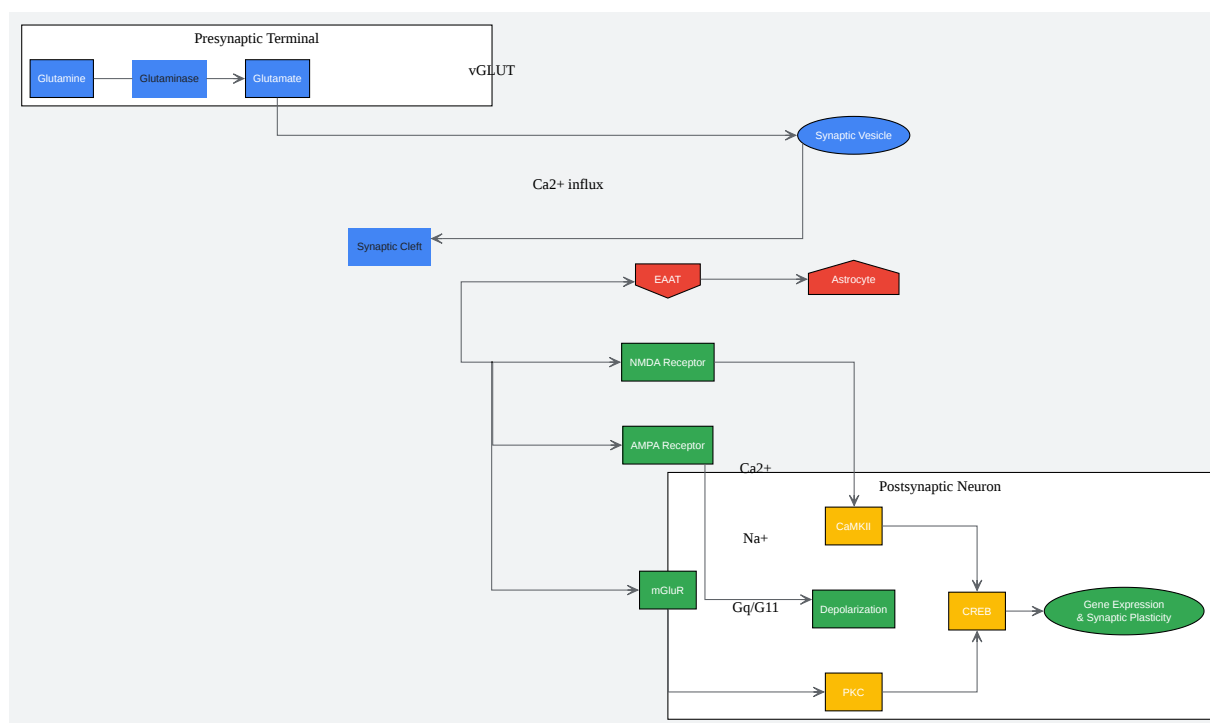 Presynaptic Terminal
Glutamine
Glutaminase
Glutamate
vGLUT
Synaptic Vesicle
Ca2+ influx
Synaptic Cleft
EAAT
Astrocyte
NMDA Receptor
AMPA Receptor
Ca2+
Postsynaptic Neuron
CaMKII
Na+
mGluR
Gq/G11
Depolarization
CREB
Gene Expression
& Synaptic Plasticity
PKC